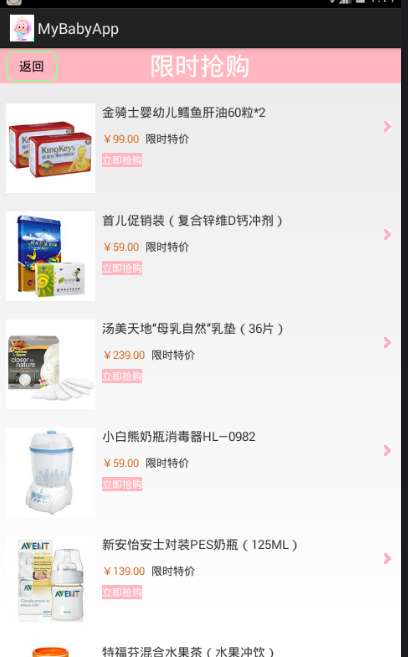 MyBabyApp
返回
限时抢购
金骑士婴幼儿鳕鱼肝油60粒*2
￥99.00 限时特价
立即抢购
KingKeys
首儿促销装（复合锌维D钙冲剂）
￥59.00 限时特价
立即抢购
汤美天地“母乳自然”乳垫（36片）
￥239.00 限时特价
立即抢购
closer to nature
小白熊奶瓶消毒器HL—0982
￥59.00 限时特价
立即抢购
新安怡安士对装PES奶瓶（125ML）
￥139.00 限时特价
立即抢购
AVENT
AVENT
特福芬混合水果茶（水果冲饮）